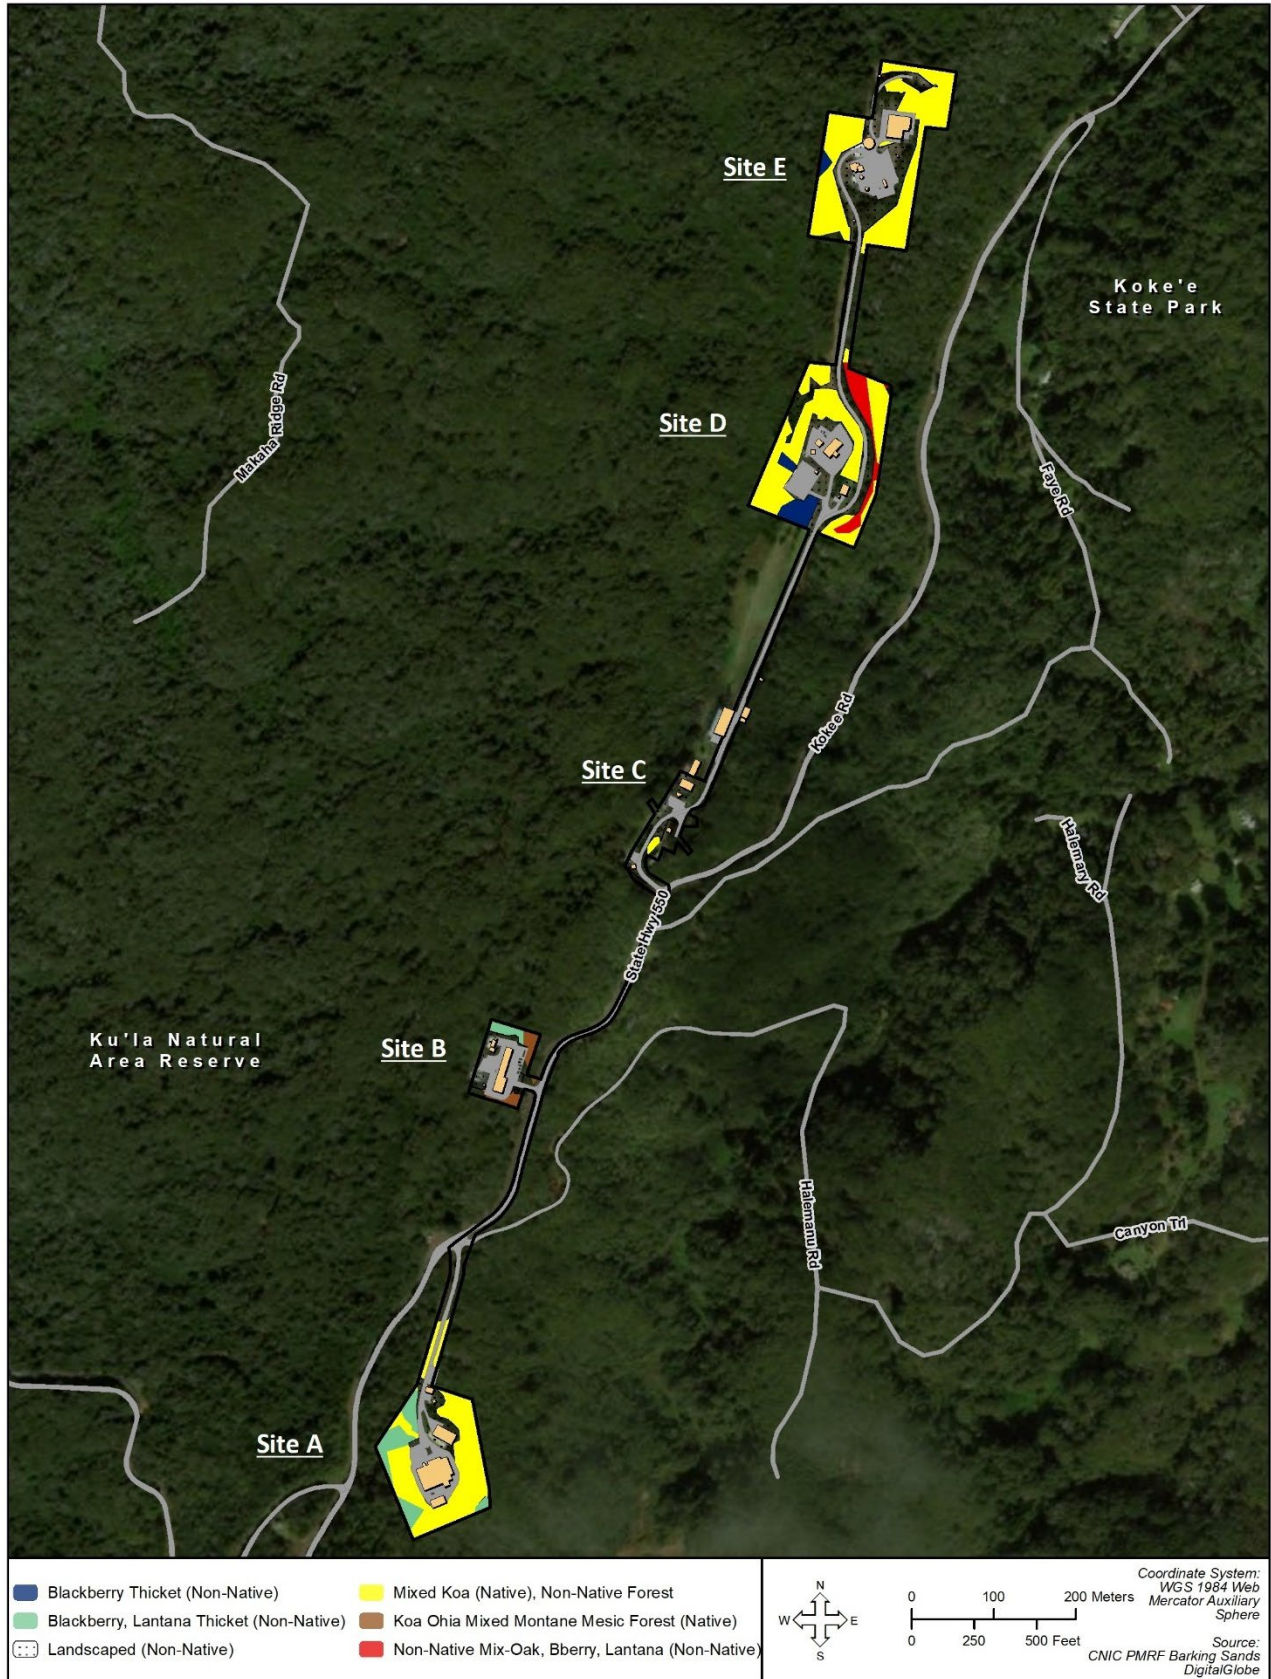 Site E
Koke'e
State Park
Makaha Ridge Rd
Site D
Faye Rd
Kokee Rd
Site C
Halemary Rd
State Hwy 550
Ku'la Natural
Area Reserve
Site B
Halemanu Rd
Canyon Trl
Site A
Blackberry Thicket (Non-Native)
Blackberry, Lantana Thicket (Non-Native)
Landscaped (Non-Native)
Mixed Koa (Native), Non-Native Forest
Koa Ohia Mixed Montane Mesic Forest (Native)
Non-Native Mix-Oak, Bberry, Lantana (Non-Native)
N
W E
S
0 100 200 Meters
0 250 500 Feet
Coordinate System:
WGS 1984 Web
Mercator Auxiliary
Sphere
Source:
CNIC PMRF Barking Sands
DigitalGlobe